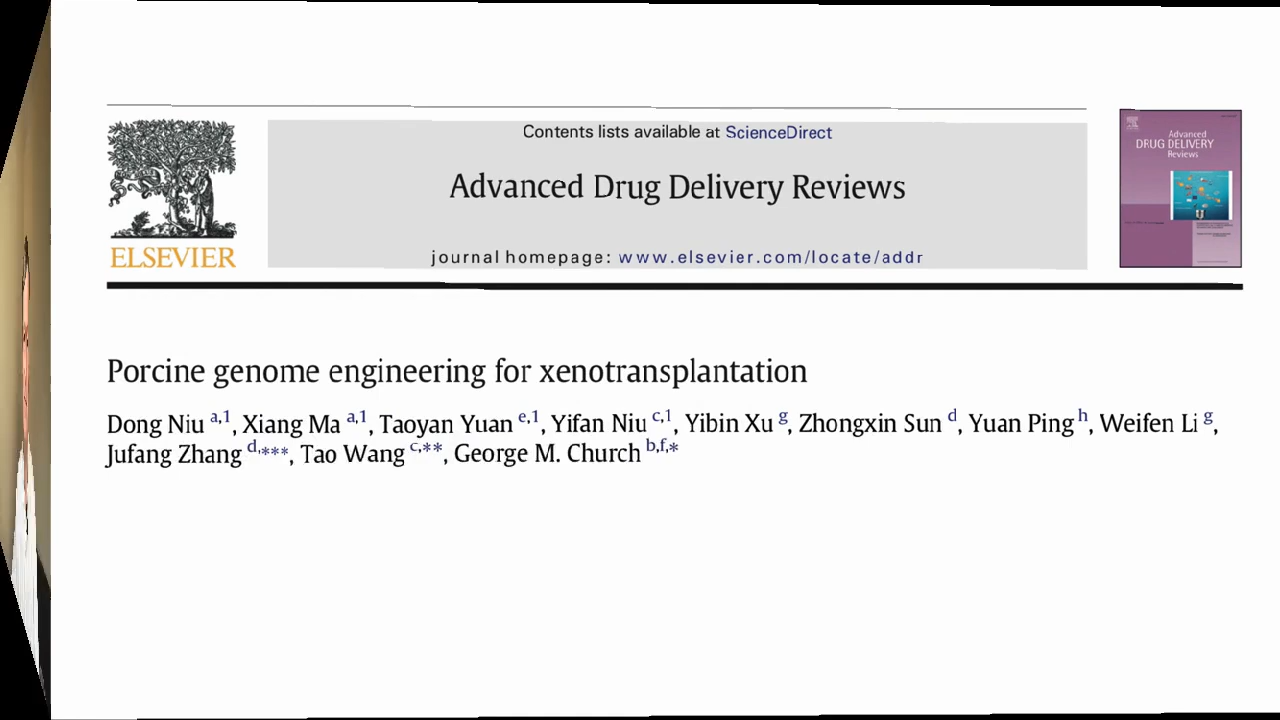 Contents lists available at ScienceDirect
Advanced Drug Delivery Reviews
journal homepage: www.elsevier.com/locate/addr
ELSEVIER
Advanced
DRUG DELIVERY
Reviews
Porcine genome engineering for xenotransplantation
Dong Niu a,1, Xiang Ma a,1, Taoyan Yuan e,1, Yifan Niu c,1, Yibin Xu g, Zhongxin Sun d, Yuan Ping h, Weifen Li g,
Jufang Zhang d,***, Tao Wang c,**, George M. Church b,f,*